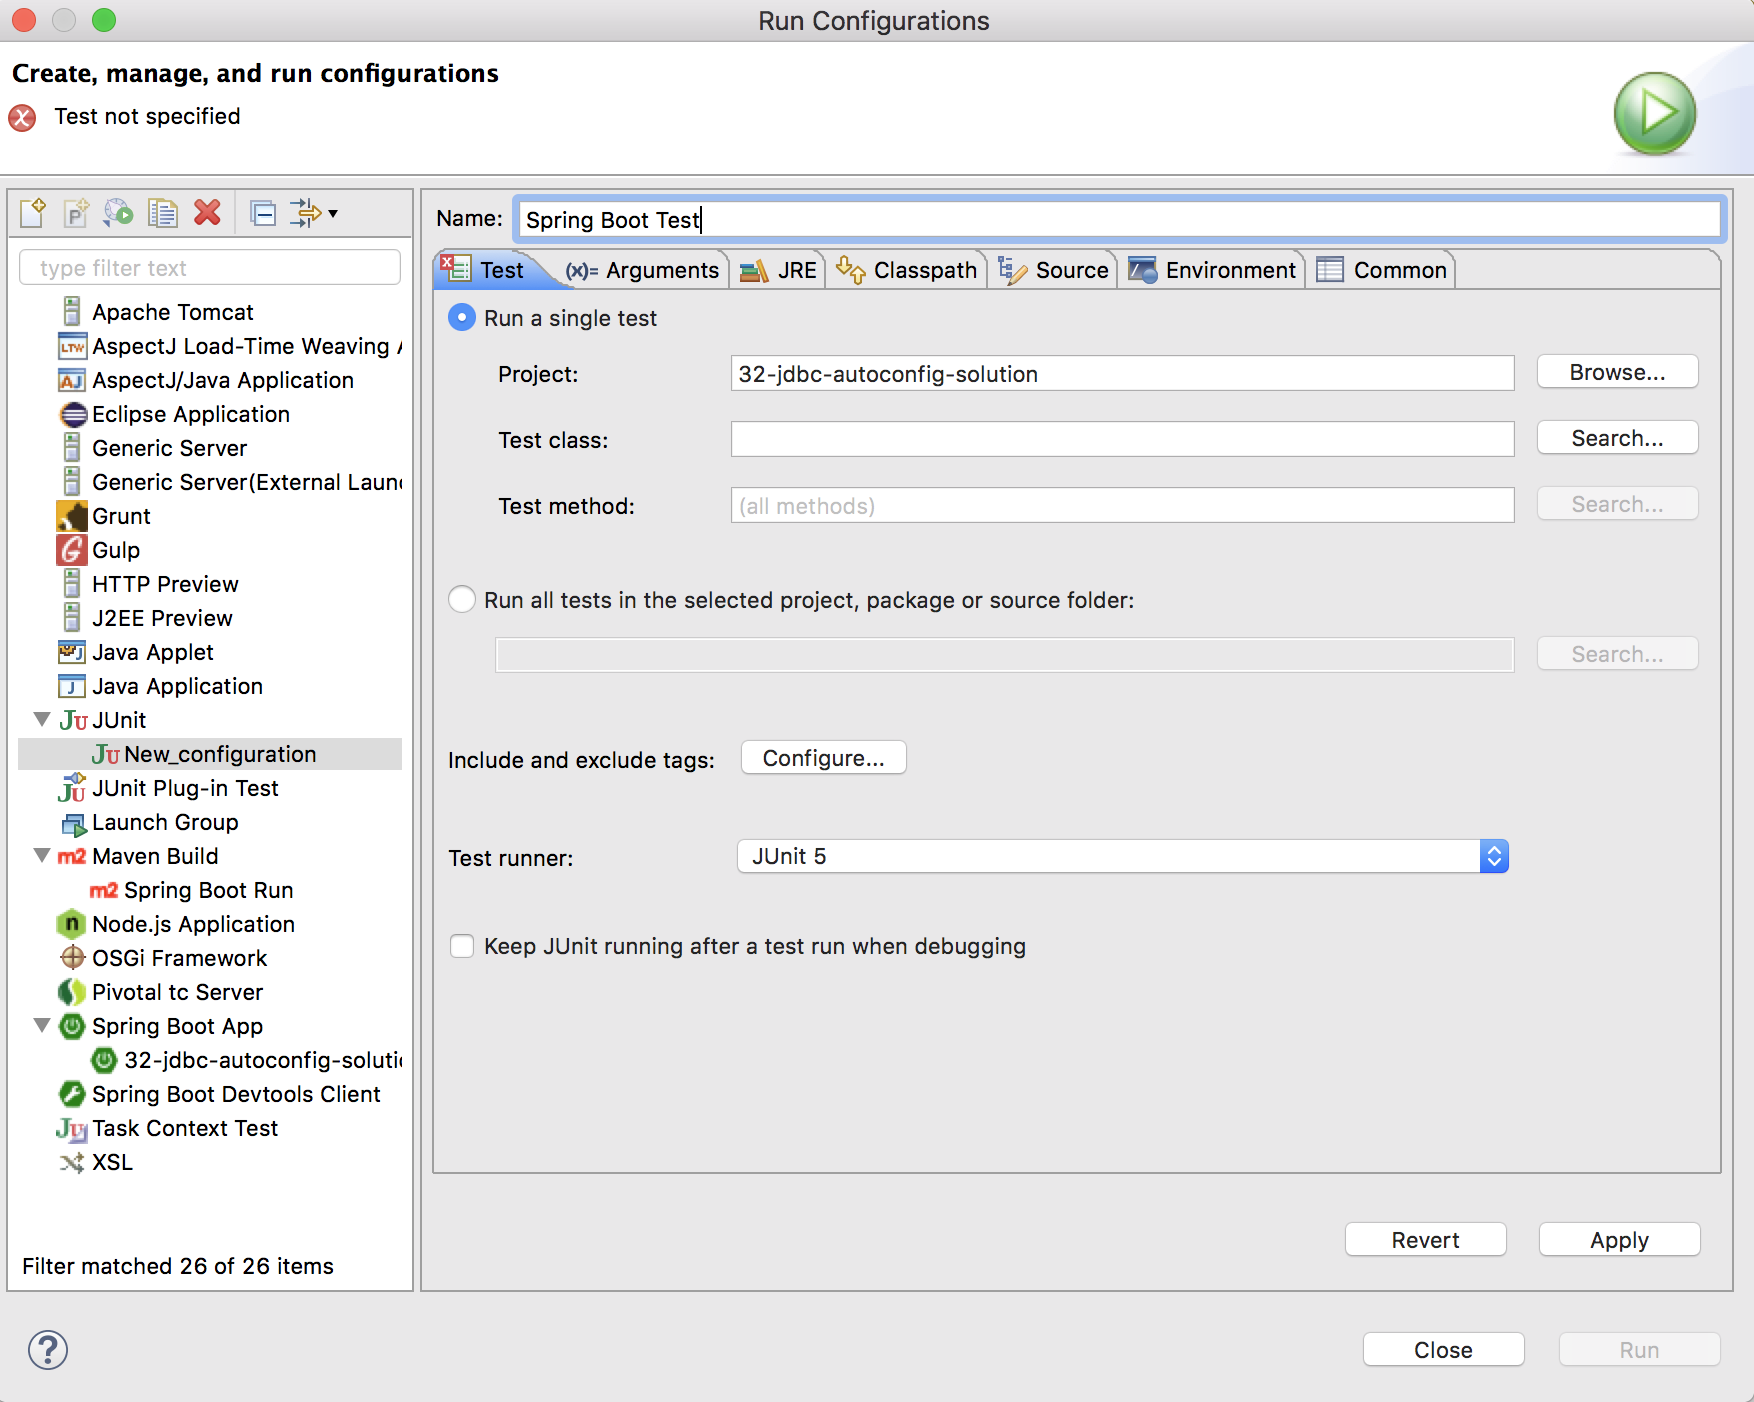 Run Configurations
Create, manage, and run configurations
Test not specified
type filter text
Apache Tomcat
AspectJ Load-Time Weaving A
AspectJ/Java Application
Eclipse Application
Generic Server
Generic Server(External Laun
Grunt
Gulp
HTTP Preview
J2EE Preview
Java Applet
Java Application
JUnit
New_configuration
JUnit Plug-in Test
Launch Group
m2 Maven Build
m2 Spring Boot Run
Node.js Application
OSGi Framework
Pivotal tc Server
Spring Boot App
32-jdbc-autoconfig-soluti
Spring Boot Devtools Client
Task Context Test
XSL
Filter matched 26 of 26 items
Name: Spring Boot Test
Test (x)= Arguments JRE Classpath Source Environment Common
Run a single test
Project: 32-jdbc-autoconfig-solution Browse...
Test class: Search...
Test method: (all methods) Search...
Run all tests in the selected project, package or source folder:
Search...
Include and exclude tags: Configure...
Test runner: JUnit 5
Keep JUnit running after a test run when debugging
Revert Apply
Close Run